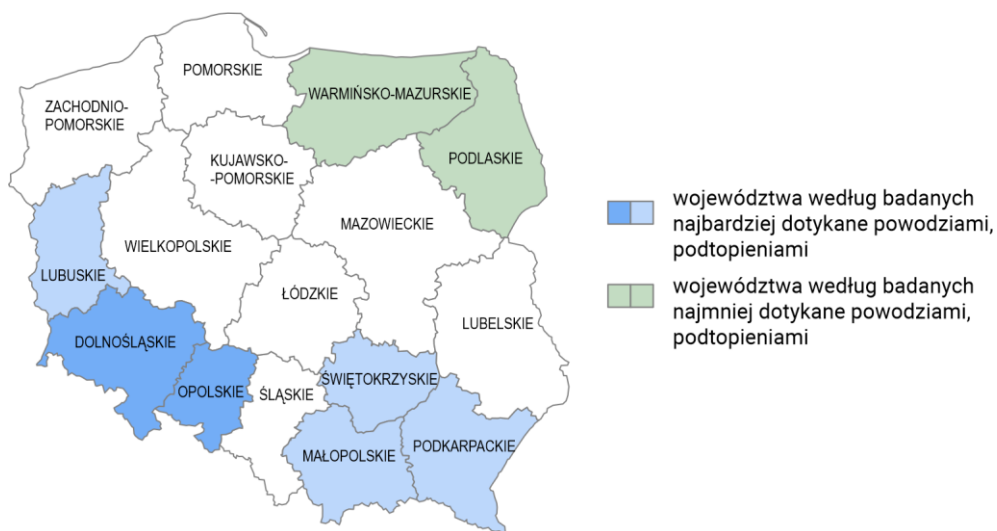 POMORSKIE
WARMIŃSKO-MAZURSKIE
ZACHODNIO-
POMORSKIE
KUJAWSKO-
-POMORSKIE
PODLASKIE
MAZOWIECKIE
WIELKOPOLSKIE
LUBUSKIE
ŁÓDZKIE
LUBELSKIE
DOLNOŚLĄSKIE
OPOLSKIE
ŚLĄSKIE
ŚWIĘTOKRZYSKIE
MAŁOPOLSKIE
PODKARPACKIE
województwa według badanych
najbardziej dotykane powodziami,
podtopieniami
województwa według badanych
najmniej dotykane powodziami,
podtopieniami